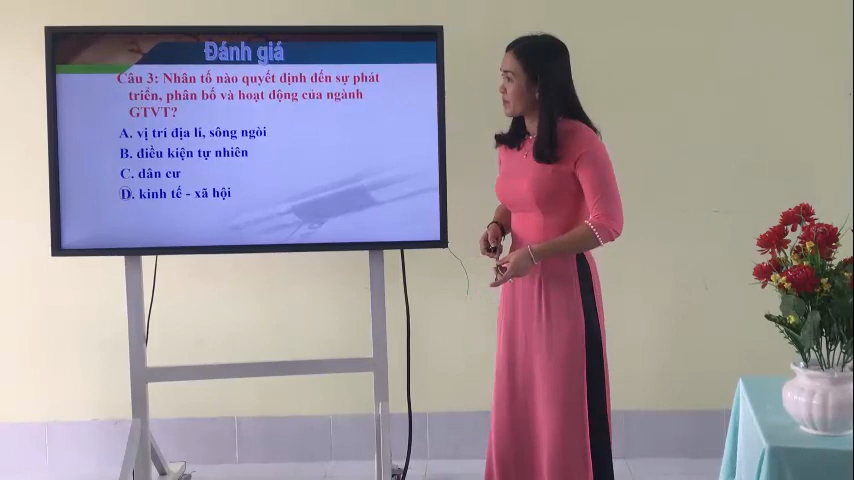 Đánh giá
Câu 3: Nhân tố nào quyết định đến sự phát
triển, phân bố và hoạt động của ngành
GTVT?
A. vị trí địa lí, sông ngòi
B. điều kiện tự nhiên
C. dân cư
D. kinh tế - xã hội